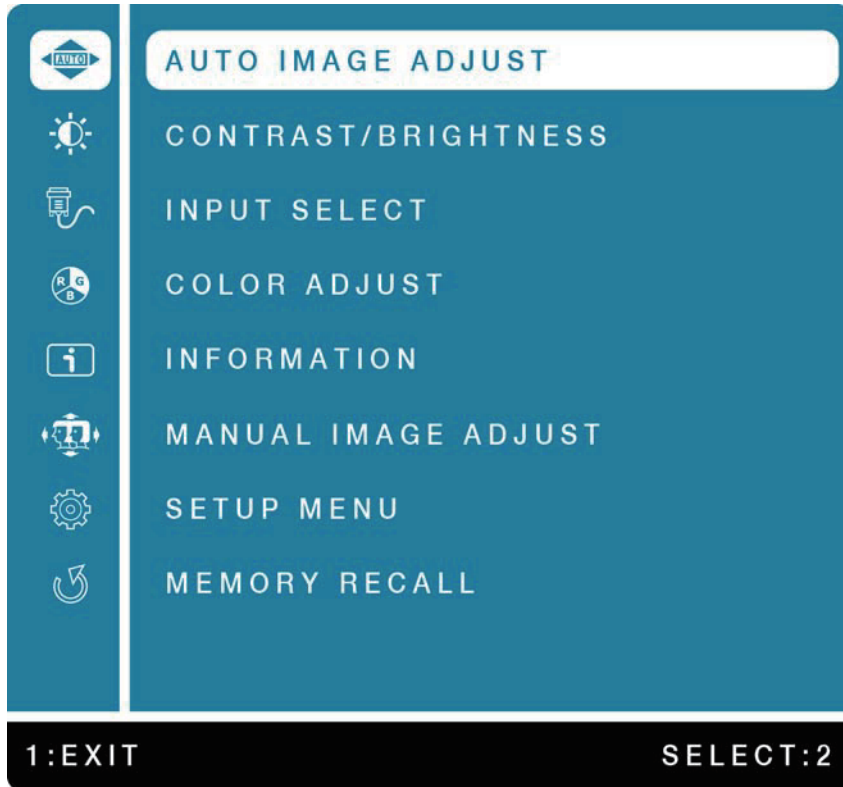 AUTO AUTO IMAGE ADJUST
CONTRAST/BRIGHTNESS
INPUT SELECT
R G B COLOR ADJUST
i INFORMATION
MANUAL IMAGE ADJUST
SETUP MENU
MEMORY RECALL
1:EXIT SELECT:2